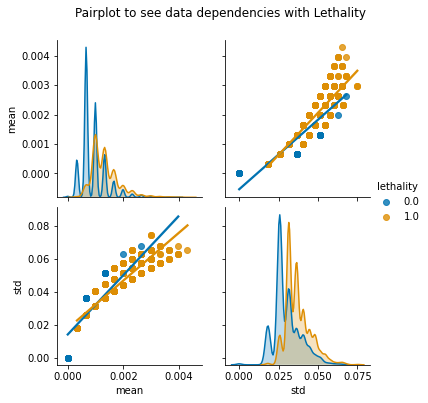 Pairplot to see data dependencies with Lethality
0.004
0.003
0.002
0.001
0.000
mean
lethality
0.0
1.0
0.08
0.06
0.04
0.02
0.00
std
0.000 0.002 0.004
mean
0.000 0.025 0.050 0.075
std